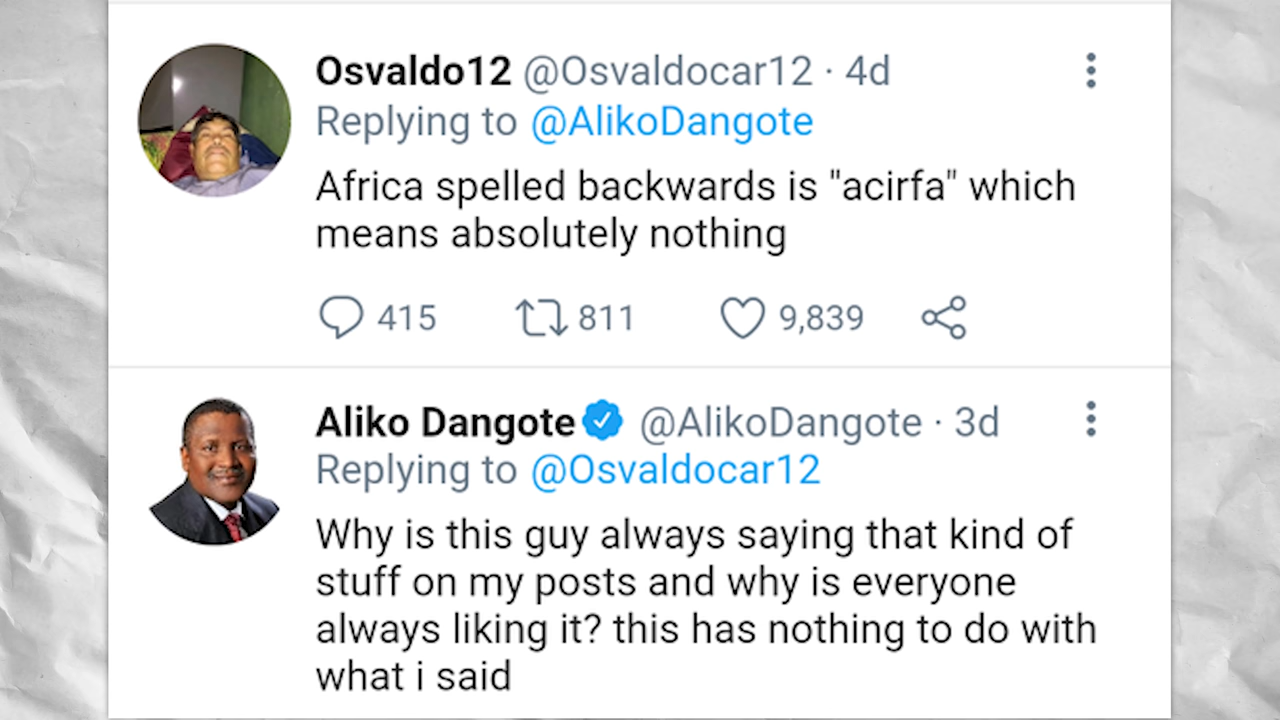 Osvaldo12 @Osvaldocar12 · 4d
Replying to @AlikoDangote
Africa spelled backwards is "acirfa" which
means absolutely nothing
415 811 9,839
Aliko Dangote @AlikoDangote · 3d
Replying to @Osvaldocar12
Why is this guy always saying that kind of
stuff on my posts and why is everyone
always liking it? this has nothing to do with
what i said